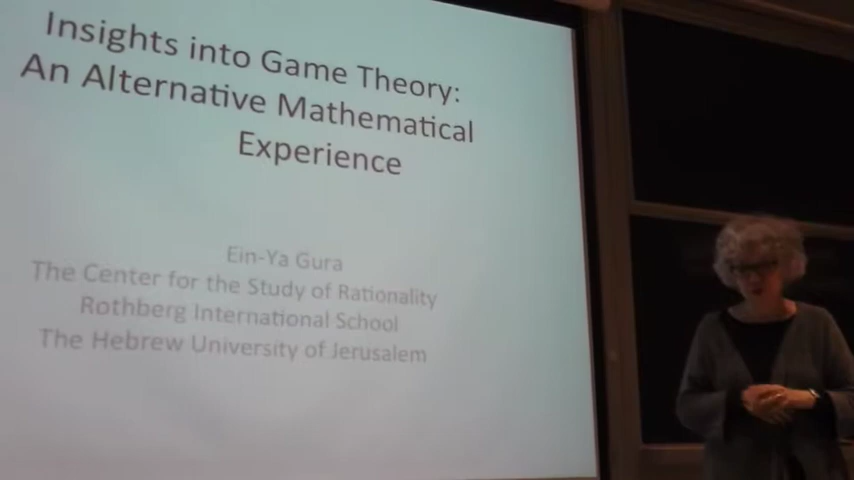 Insights into Game Theory:
An Alternative Mathematical
Experience
Ein-Ya Gura
The Center for the Study of Rationality
Rothberg International School
The Hebrew University of Jerusalem